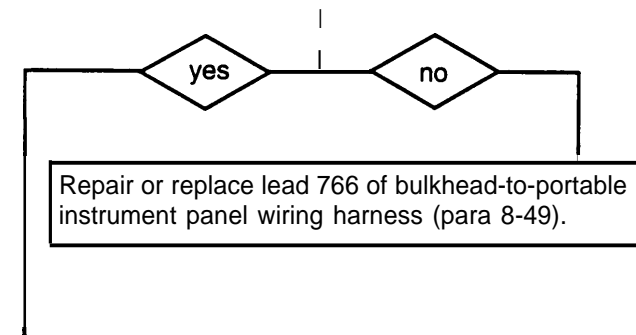 yes
no
Repair or replace lead 766 of bulkhead-to-portable
instrument panel wiring harness (para 8-49).